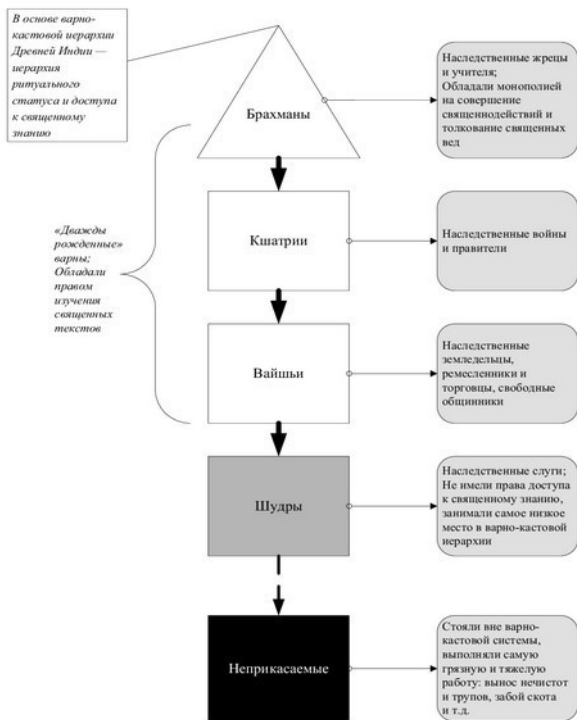 В основе варно-
кастовой иерархии
Древней Индии —
иерархия
ритуального
статуса и доступа
к священному
знанию
Брахманы
Наследственные жрецы
и учителя;
Обладали монополией
на совершение
священнодействий и
толкование священных
вед
«Дважды
рожденные»
варны;
Обладали
правом
изучения
священных
текстов
Кшатрии
Наследственные войны
и правители
Вайшьи
Наследственные
земледельцы,
ремесленники и
торговцы, свободные
общинники
Шудры
Наследственные слуги;
Не имели права доступа
к священному знанию,
занимали самое низкое
место в варно-кастовой
иерархии
Неприкасаемые
Стояли вне варно-
кастовой системы,
выполняли самую
грязную и тяжелую
работу: вынос нечистот
и трупов, забой скота
и т.д.